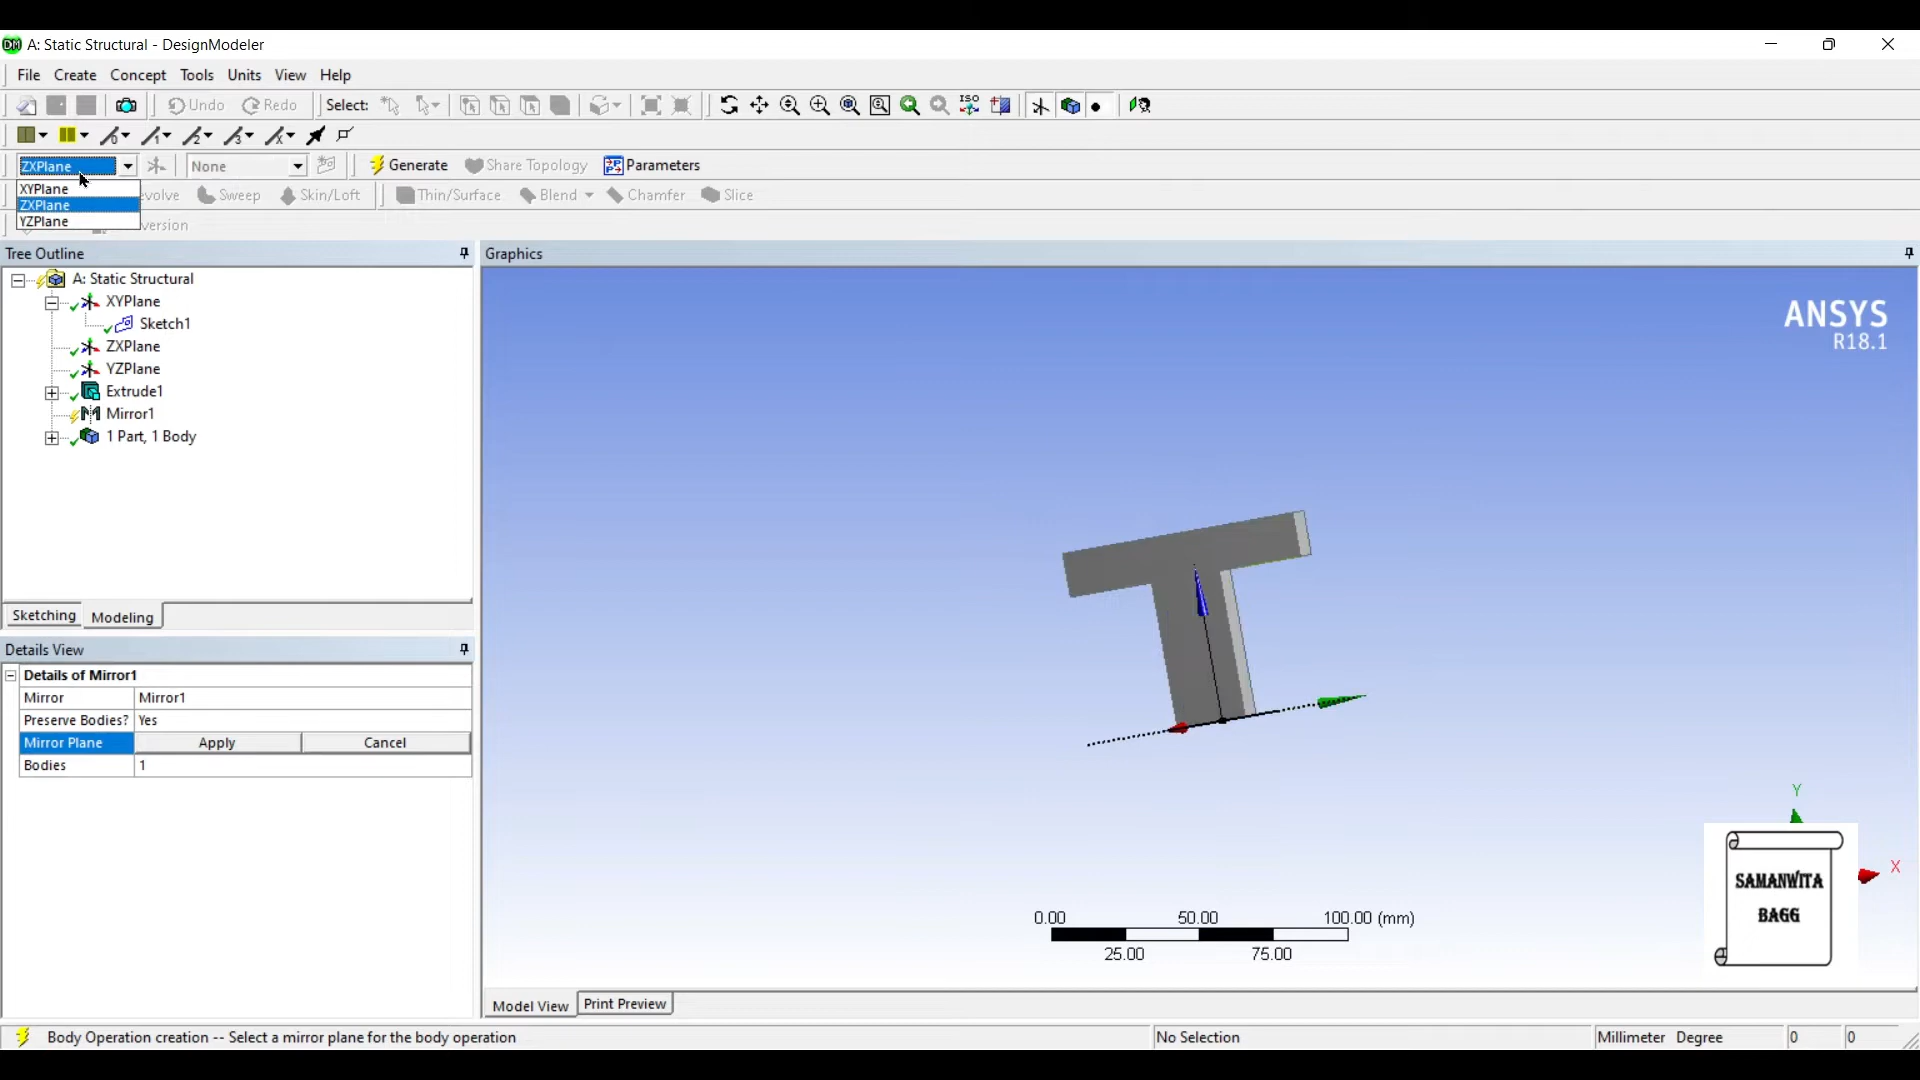 A: Static Structural - DesignModeler
File Create Concept Tools Units View Help
Undo Redo Select: ISO
ZXPlane None Generate Share Topology Parameters
XYPlane
ZXPlane
YZPlane
evolve Sweep Skin/Loft Thin/Surface Blend Chamfer Slice
version
Tree Outline
A: Static Structural
XYPlane
Sketch1
ZXPlane
YZPlane
Extrude1
Mirror1
1 Part, 1 Body
Sketching Modeling
Details View
Details of Mirror1
Mirror Mirror1
Preserve Bodies? Yes
Mirror Plane Apply Cancel
Bodies 1
Graphics
ANSYS
R18.1
0.00 50.00 100.00 (mm)
25.00 75.00
Y
X
SAMANWITA
BAGG
Model View Print Preview
Body Operation creation -- Select a mirror plane for the body operation No Selection Millimeter Degree 0 0